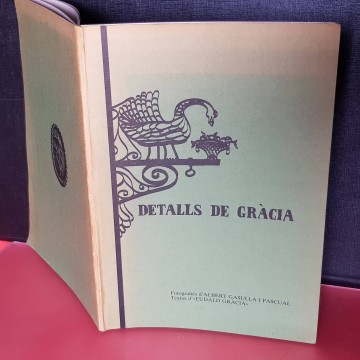 DETALLS DE GRÀCIA
Fotografies d'ALBERT GASULLA I PASCUAL
Textos d'«EUDALD GRÀCIA»